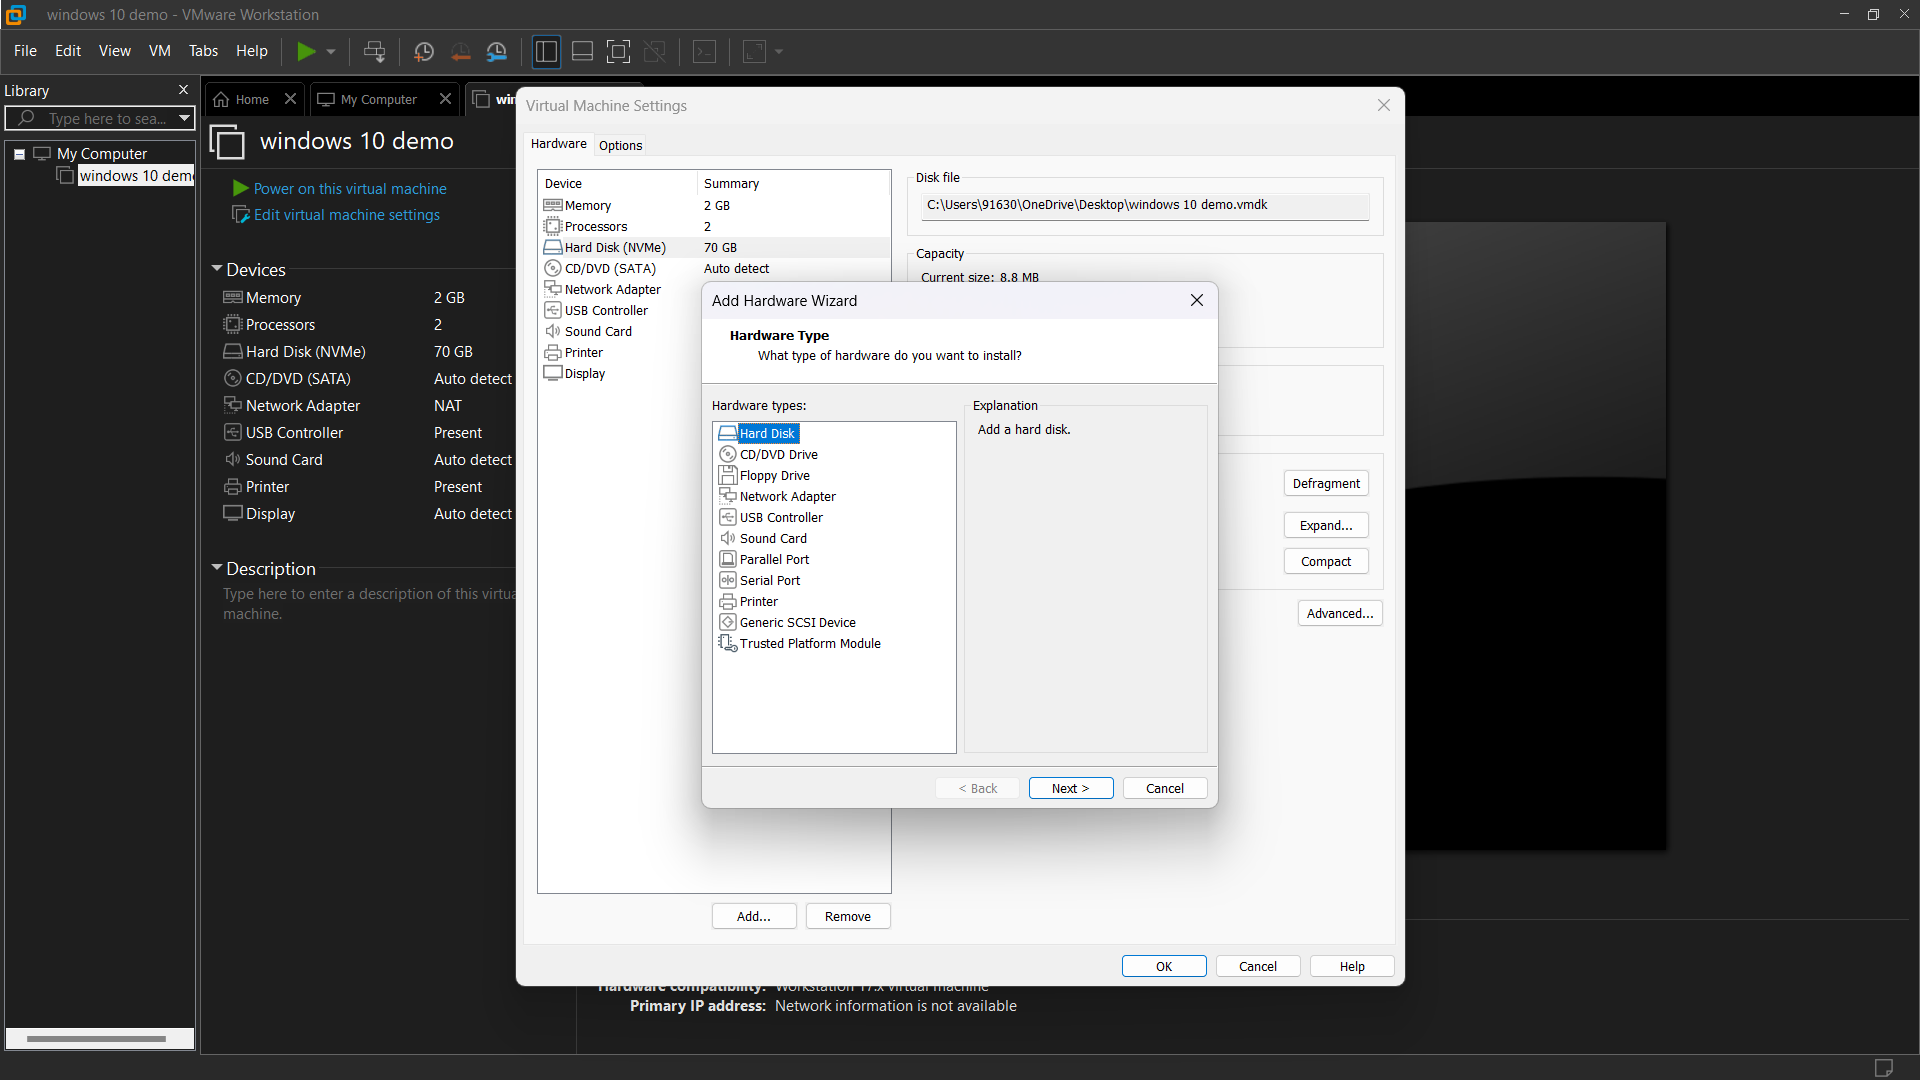 windows 10 demo - VMware Workstation
File Edit View VM Tabs Help
Library
Type here to sea...
My Computer
windows 10 dem
Home
My Computer
win
windows 10 demo
Power on this virtual machine
Edit virtual machine settings
Devices
Memory 2 GB
Processors 2
Hard Disk (NVMe) 70 GB
CD/DVD (SATA) Auto detect
Network Adapter NAT
USB Controller Present
Sound Card Auto detect
Printer Present
Display Auto detect
Description
Type here to enter a description of this virtua
machine.
Virtual Machine Settings
Hardware Options
Device Summary
Memory 2 GB
Processors 2
Hard Disk (NVMe) 70 GB
CD/DVD (SATA) Auto detect
Network Adapter
USB Controller
Sound Card
Printer
Display
Add... Remove
Disk file
C:\Users\91630\OneDrive\Desktop\windows 10 demo.vmdk
Capacity
Current size: 8.8 MB
Defragment
Expand...
Compact
Advanced...
Add Hardware Wizard
Hardware Type
What type of hardware do you want to install?
Hardware types:
Hard Disk
CD/DVD Drive
Floppy Drive
Network Adapter
USB Controller
Sound Card
Parallel Port
Serial Port
Printer
Generic SCSI Device
Trusted Platform Module
Explanation
Add a hard disk.
< Back Next > Cancel
OK Cancel Help
Hardware compatibility: Workstation 17.x virtual machine
Primary IP address: Network information is not available